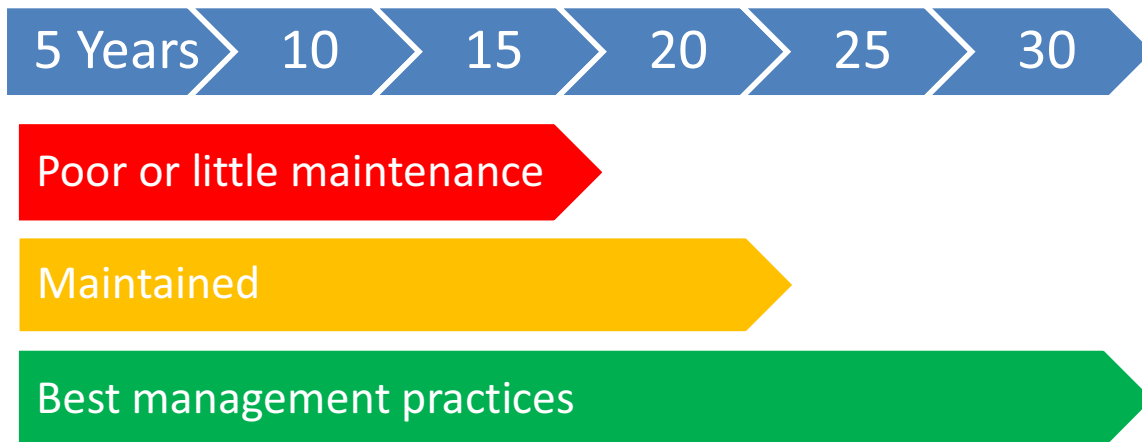 5 Years 10 15 20 25 30
Poor or little maintenance
Maintained
Best management practices